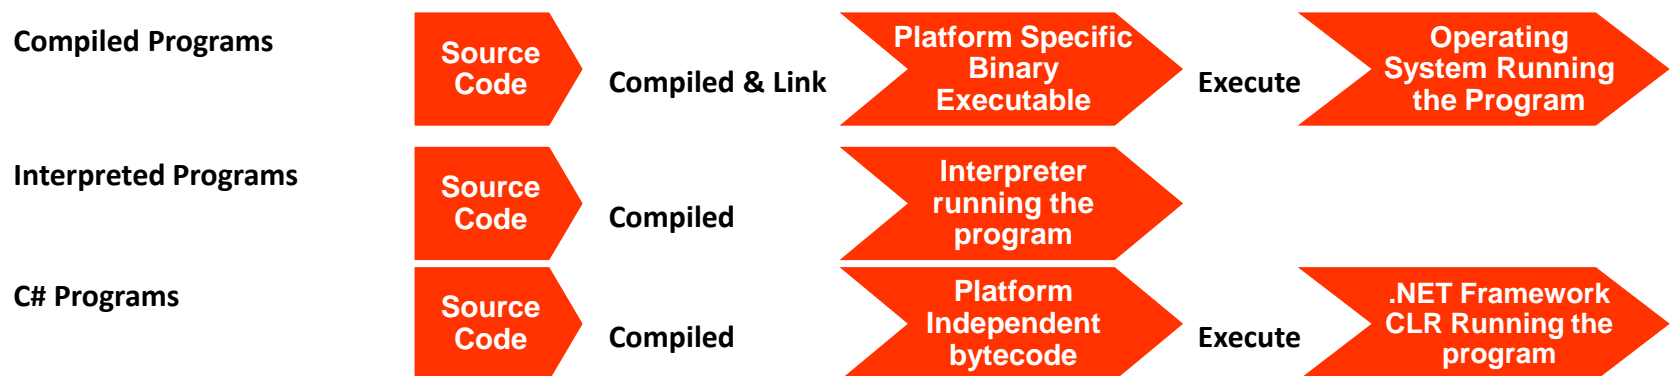 Compiled Programs
Source
Code
Compiled & Link
Platform Specific
Binary
Executable
Execute
Operating
System Running
the Program
Interpreted Programs
Source
Code
Compiled
Interpreter
running the
program
C# Programs
Source
Code
Compiled
Platform
Independent
bytecode
Execute
.NET Framework
CLR Running the
program